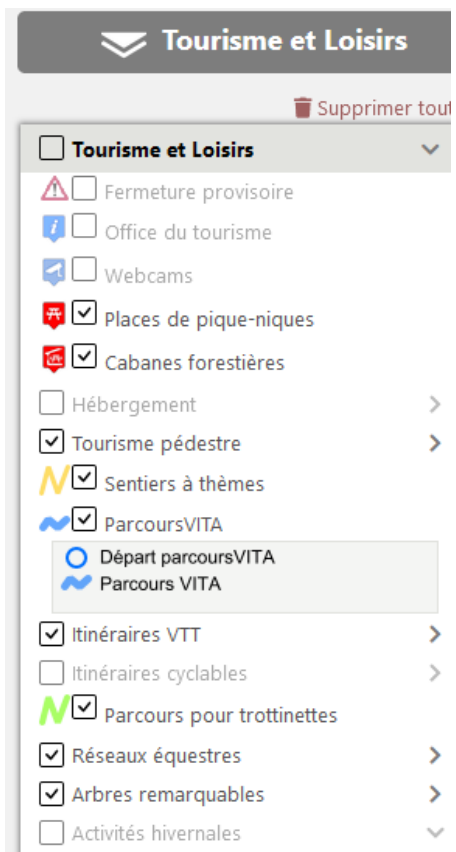 Tourisme et Loisirs
Supprimer tout
Tourisme et Loisirs
Fermeture provisoire
Office du tourisme
Webcams
Places de pique-niques
Cabanes forestières
Hébergement
Tourisme pédestre
Sentiers à thèmes
ParcoursVITA
Départ parcoursVITA
Parcours VITA
Itinéraires VTT
Itinéraires cyclables
Parcours pour trottinettes
Réseaux équestres
Arbres remarquables
Activités hivernales